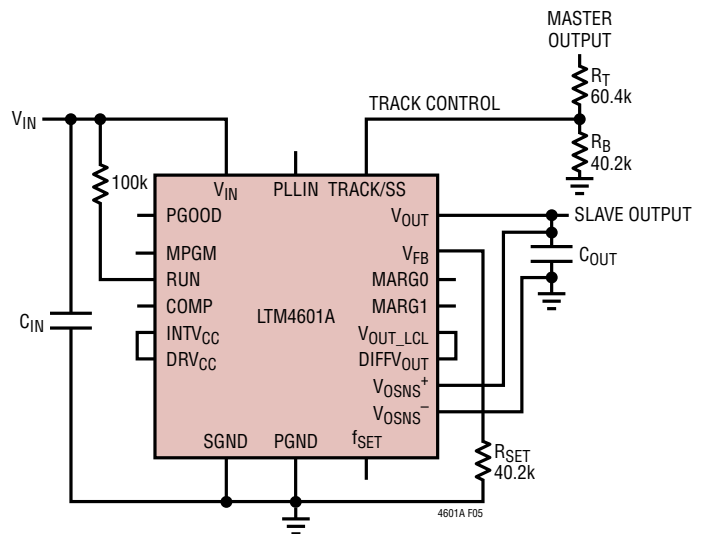 MASTER
OUTPUT
R_T
60.4k
TRACK CONTROL
V_IN
R_B
40.2k
100k
V_IN
PLLIN
TRACK/SS
PGOOD
V_OUT
SLAVE OUTPUT
MPGM
V_FB
C_OUT
RUN
MARG0
COMP
LTM4601A
MARG1
C_IN
INTV_CC
V_OUT_LCL
DRV_CC
DIFFV_OUT
V_OSNS^+
V_OSNS^–
SGND
PGND
f_SET
R_SET
40.2k
4601A F05